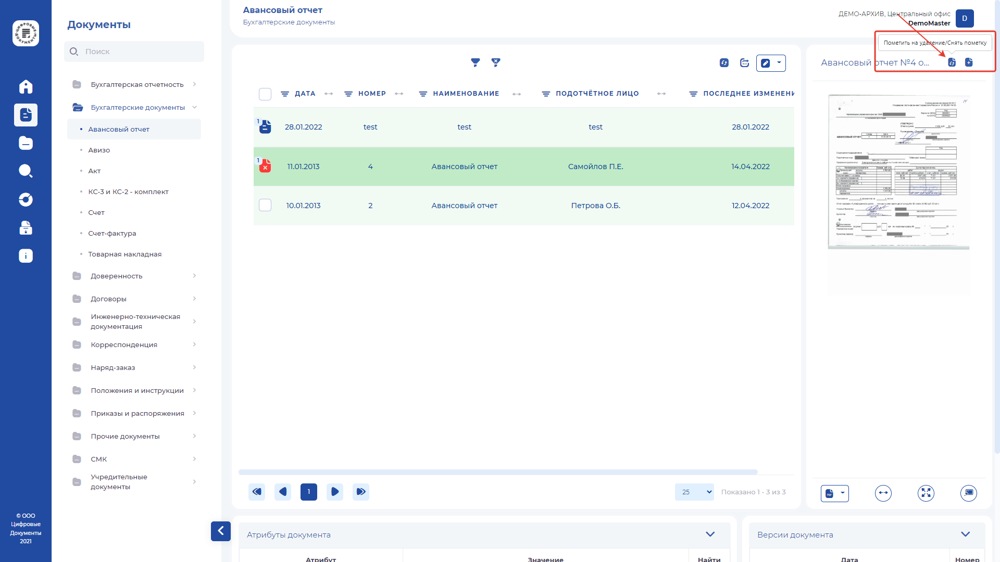 Документы
Поиск
Бухгалтерская отчетность
Бухгалтерские документы
Авансовый отчет
Авизо
Акт
КС-3 и КС-2 - комплект
Счет
Счет-фактура
Товарная накладная
Доверенность
Договоры
Инженерно-техническая
документация
Корреспонденция
Наряд-заказ
Положения и инструкции
Приказы и распоряжения
Прочие документы
СМК
Учредительные
документы
© ООО
Цифровые
Документы
2021
Авансовый отчет
Бухгалтерские документы
ДЕМО-АРХИВ, Центральный офис
DemoMaster
D
Пометить на удаление/Снять пометку
ДАТА НОМЕР НАИМЕНОВАНИЕ ПОДОТЧЁТНОЕ ЛИЦО ПОСЛЕДНЕЕ ИЗМЕНЕНИ
1 28.01.2022 test test test 28.01.2022
1 11.01.2013 4 Авансовый отчет Самойлов П.Е. 14.04.2022
10.01.2013 2 Авансовый отчет Петрова О.Б. 12.04.2022
1
25
Показано 1 - 3 из 3
Авансовый отчет №4 о...
АВАНСОВЫЙ ОТЧЕТ
PDF
Атрибуты документа
Атрибут Значение Найти
Версии документа
Дата Номер